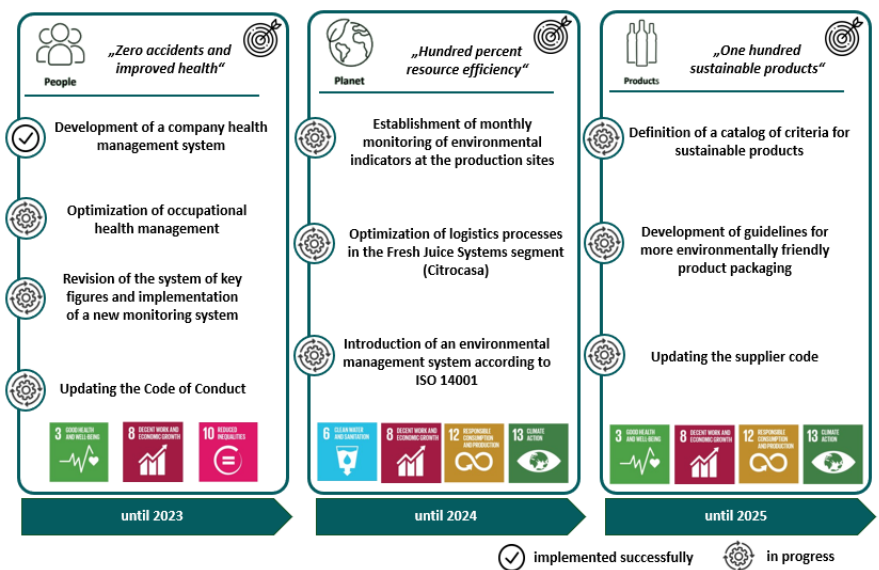 People
„Zero accidents and
improved health“
Development of a company health
management system
Optimization of occupational
health management
Revision of the system of key
figures and implementation
of a new monitoring system
Updating the Code of Conduct
3 GOOD HEALTH
AND WELL-BEING
8 DECENT WORK AND
ECONOMIC GROWTH
10 REDUCED
INEQUALITIES
until 2023
Planet
„Hundred percent
resource efficiency“
Establishment of monthly
monitoring of environmental
indicators at the production sites
Optimization of logistics processes
in the Fresh Juice Systems segment
(Citrocasa)
Introduction of an environmental
management system according to
ISO 14001
6 CLEAN WATER
AND SANITATION
8 DECENT WORK AND
ECONOMIC GROWTH
12 RESPONSIBLE
CONSUMPTION
AND PRODUCTION
13 CLIMATE
ACTION
until 2024
Products
„One hundred
sustainable products“
Definition of a catalog of criteria for
sustainable products
Development of guidelines for
more environmentally friendly
product packaging
Updating the supplier code
3 GOOD HEALTH
AND WELL-BEING
8 DECENT WORK AND
ECONOMIC GROWTH
12 RESPONSIBLE
CONSUMPTION
AND PRODUCTION
13 CLIMATE
ACTION
until 2025
implemented successfully
in progress